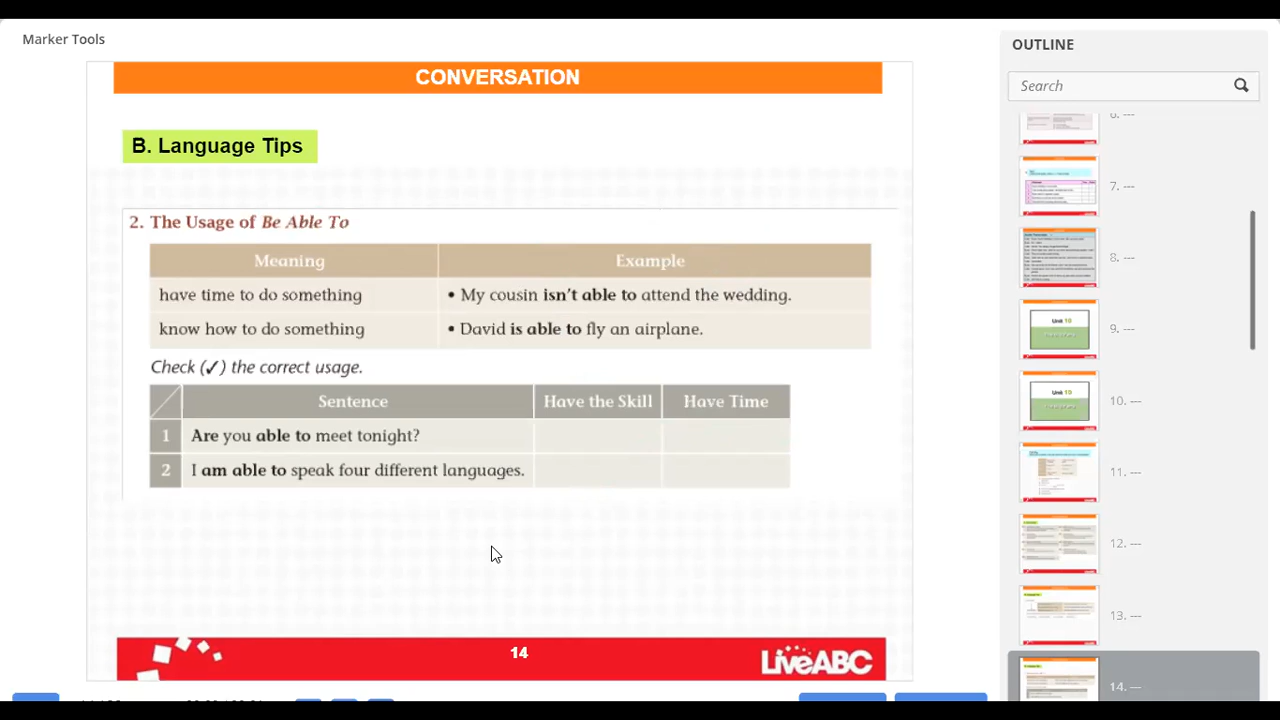 Marker Tools
OUTLINE
Search
CONVERSATION
B. Language Tips
2. The Usage of Be Able To
Meaning Example
have time to do something • My cousin isn't able to attend the wedding.
know how to do something • David is able to fly an airplane.
Check (✓) the correct usage.
Sentence Have the Skill Have Time
1 Are you able to meet tonight?
2 I am able to speak four different languages.
14
LiveABC
7. ---
8. ---
9. ---
Unit 10
10. ---
Unit 10
11. ---
12. ---
13. ---
14. ---